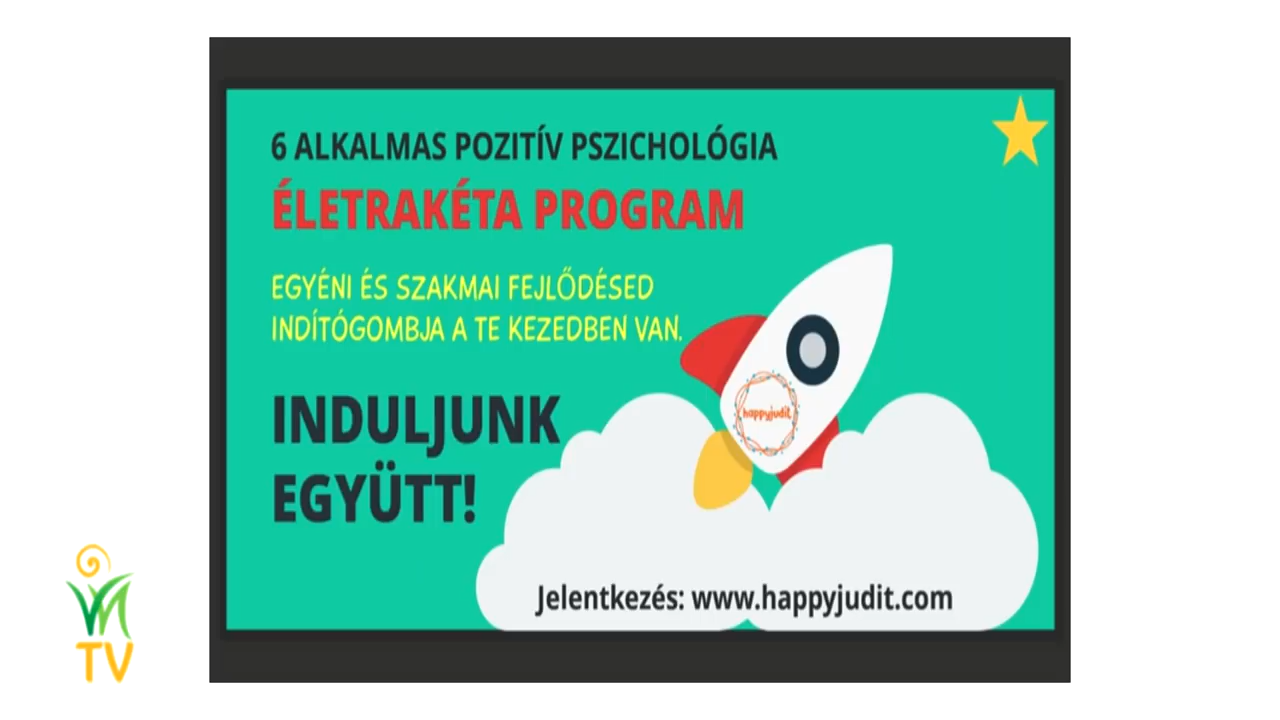 6 ALKALMAS POZITÍV PSZICHOLÓGIA
ÉLETRAKÉTA PROGRAM
EGYÉNI ÉS SZAKMAI FEJLŐDÉSED
INDÍTÓGOMBJA A TE KEZEDBEN VAN.
INDULJUNK
EGYÜTT!
happyjudit
Jelentkezés: www.happyjudit.com
TV